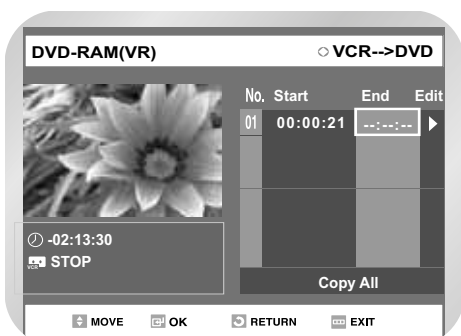 DVD-RAM(VR) VCR-->DVD
No. Start End Edit
01 00:00:21 --:--:--
-02:13:30
VCR STOP
Copy All
MOVE OK RETURN EXIT